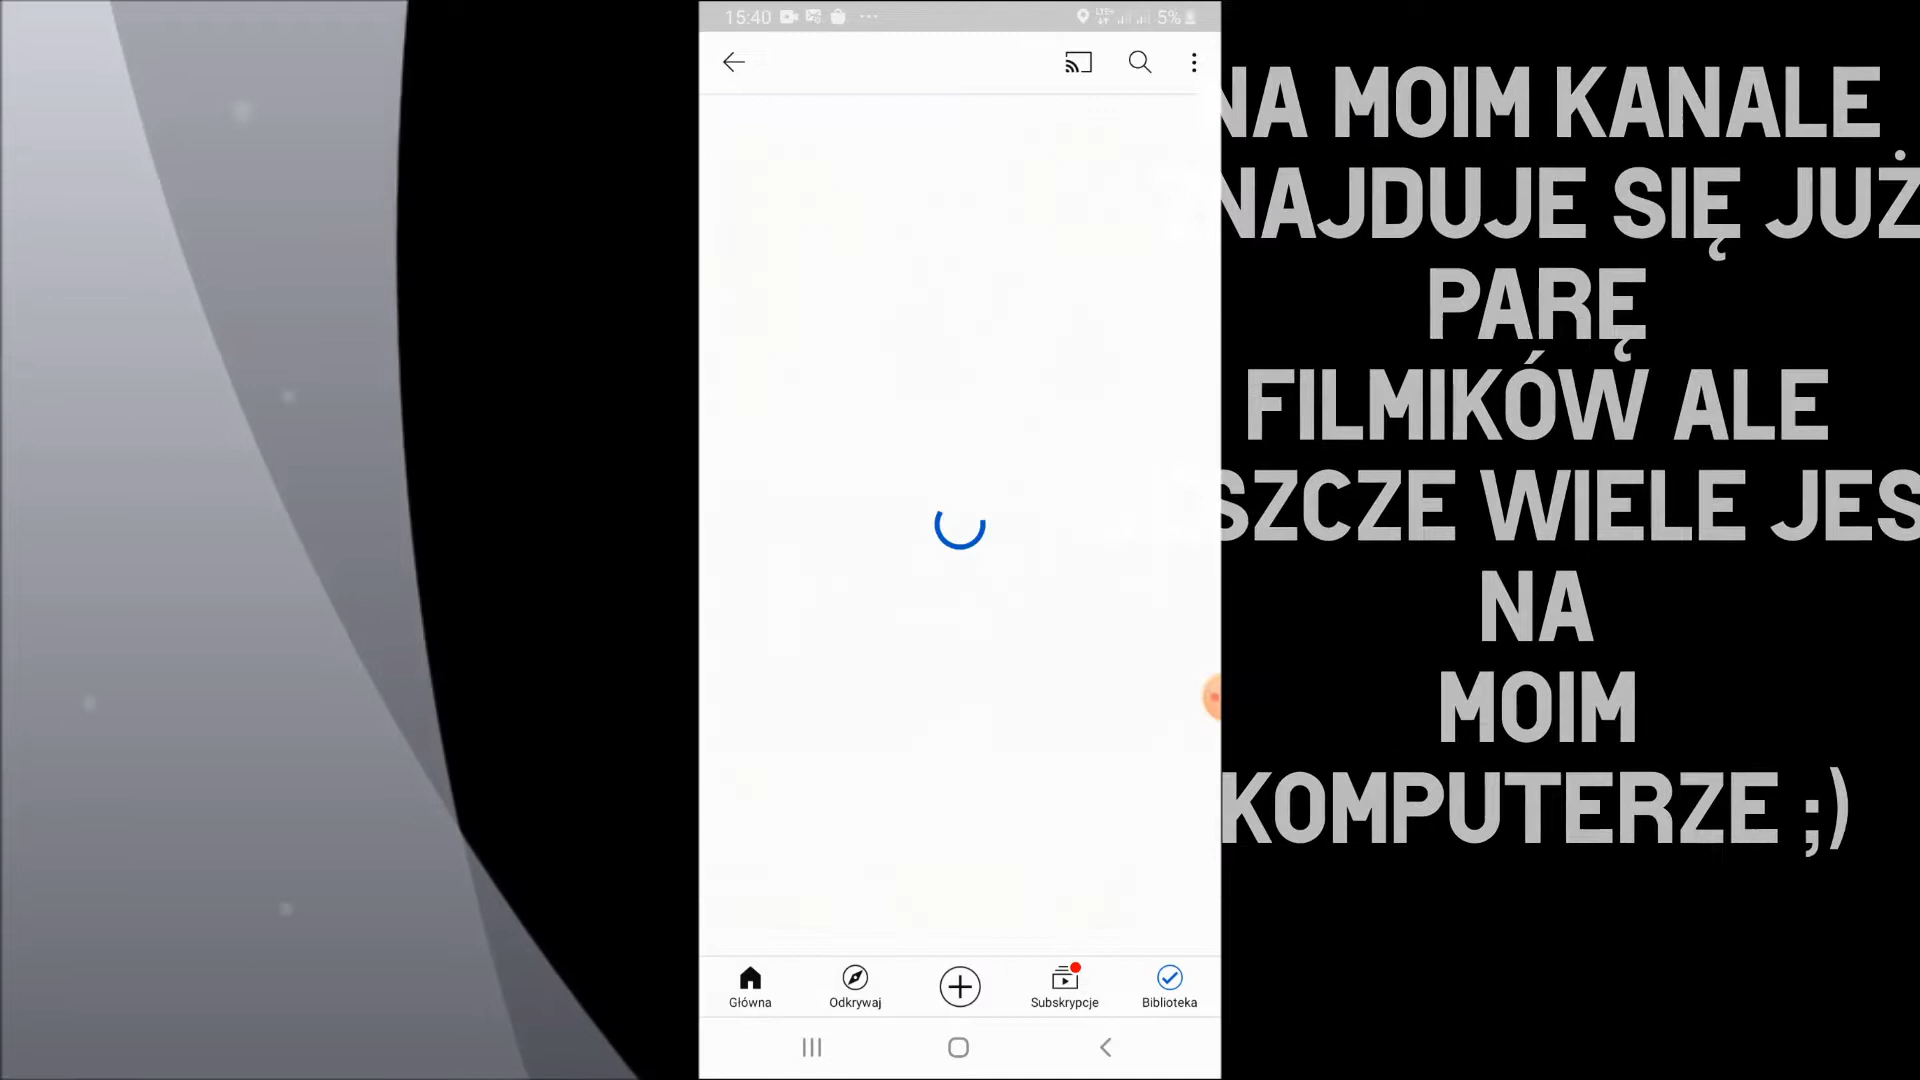 15:40
LTE+
5%
NA MOIM KANALE
NAJDUJE SIĘ JUŻ
PARĘ
FILMIKÓW ALE
SZCZE WIELE JES
NA
MOIM
KOMPUTERZE ;)
Główna
Odkrywaj
Subskrypcje
Biblioteka